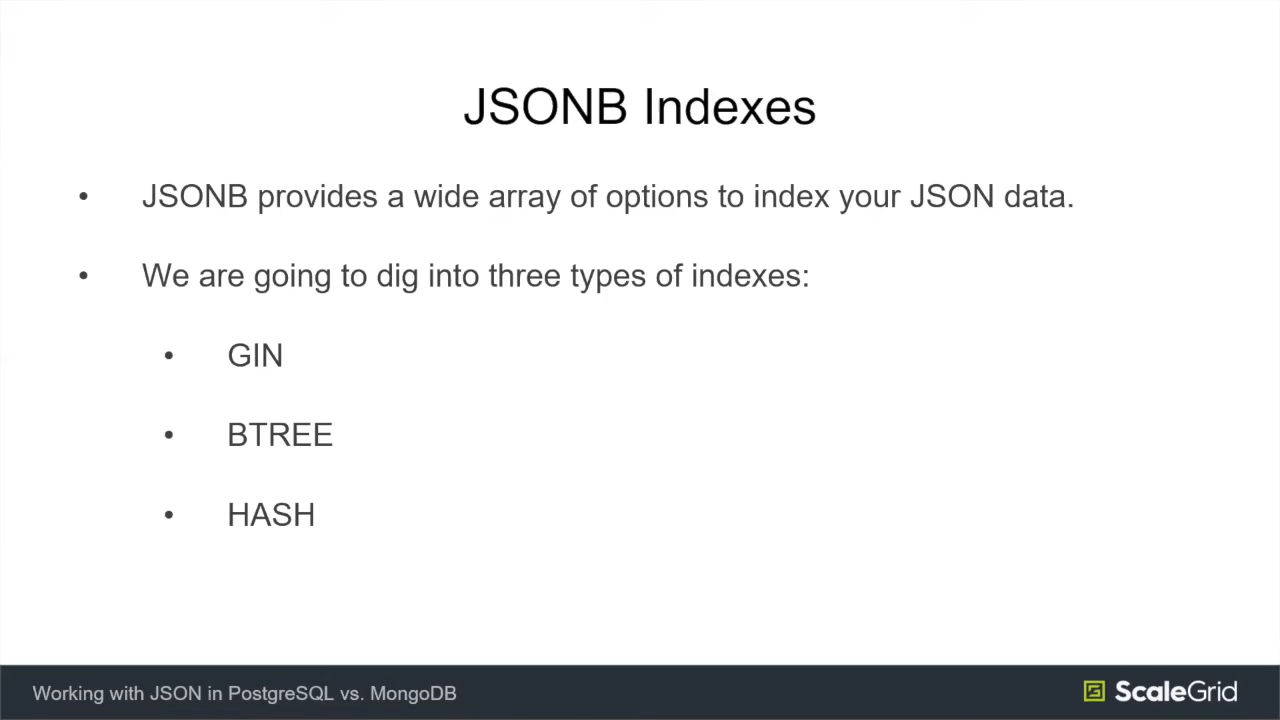 JSONB Indexes
• JSONB provides a wide array of options to index your JSON data.
• We are going to dig into three types of indexes:
• GIN
• BTREE
• HASH
Working with JSON in PostgreSQL vs. MongoDB
ScaleGrid